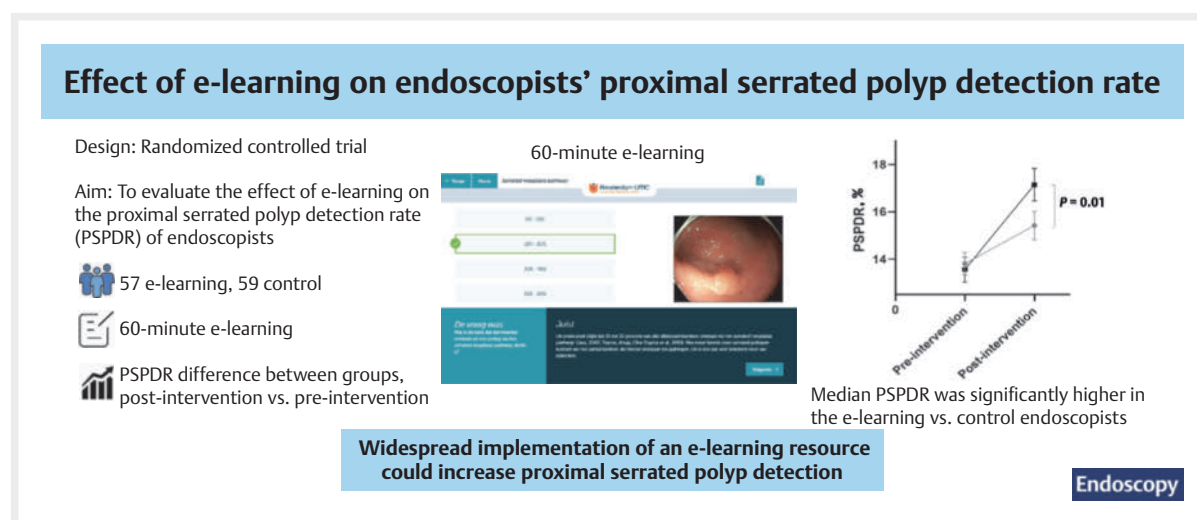 Effect of e-learning on endoscopists’ proximal serrated polyp detection rate
Design: Randomized controlled trial
Aim: To evaluate the effect of e-learning on
the proximal serrated polyp detection rate
(PSPDR) of endoscopists
57 e-learning, 59 control
60-minute e-learning
PSPDR difference between groups,
post-intervention vs. pre-intervention
60-minute e-learning
De vraag was:
Juist
PSPDR, %
18
16
14
0
P = 0.01
Pre-intervention
Post-intervention
Median PSPDR was significantly higher in
the e-learning vs. control endoscopists
Widespread implementation of an e-learning resource
could increase proximal serrated polyp detection
Endoscopy